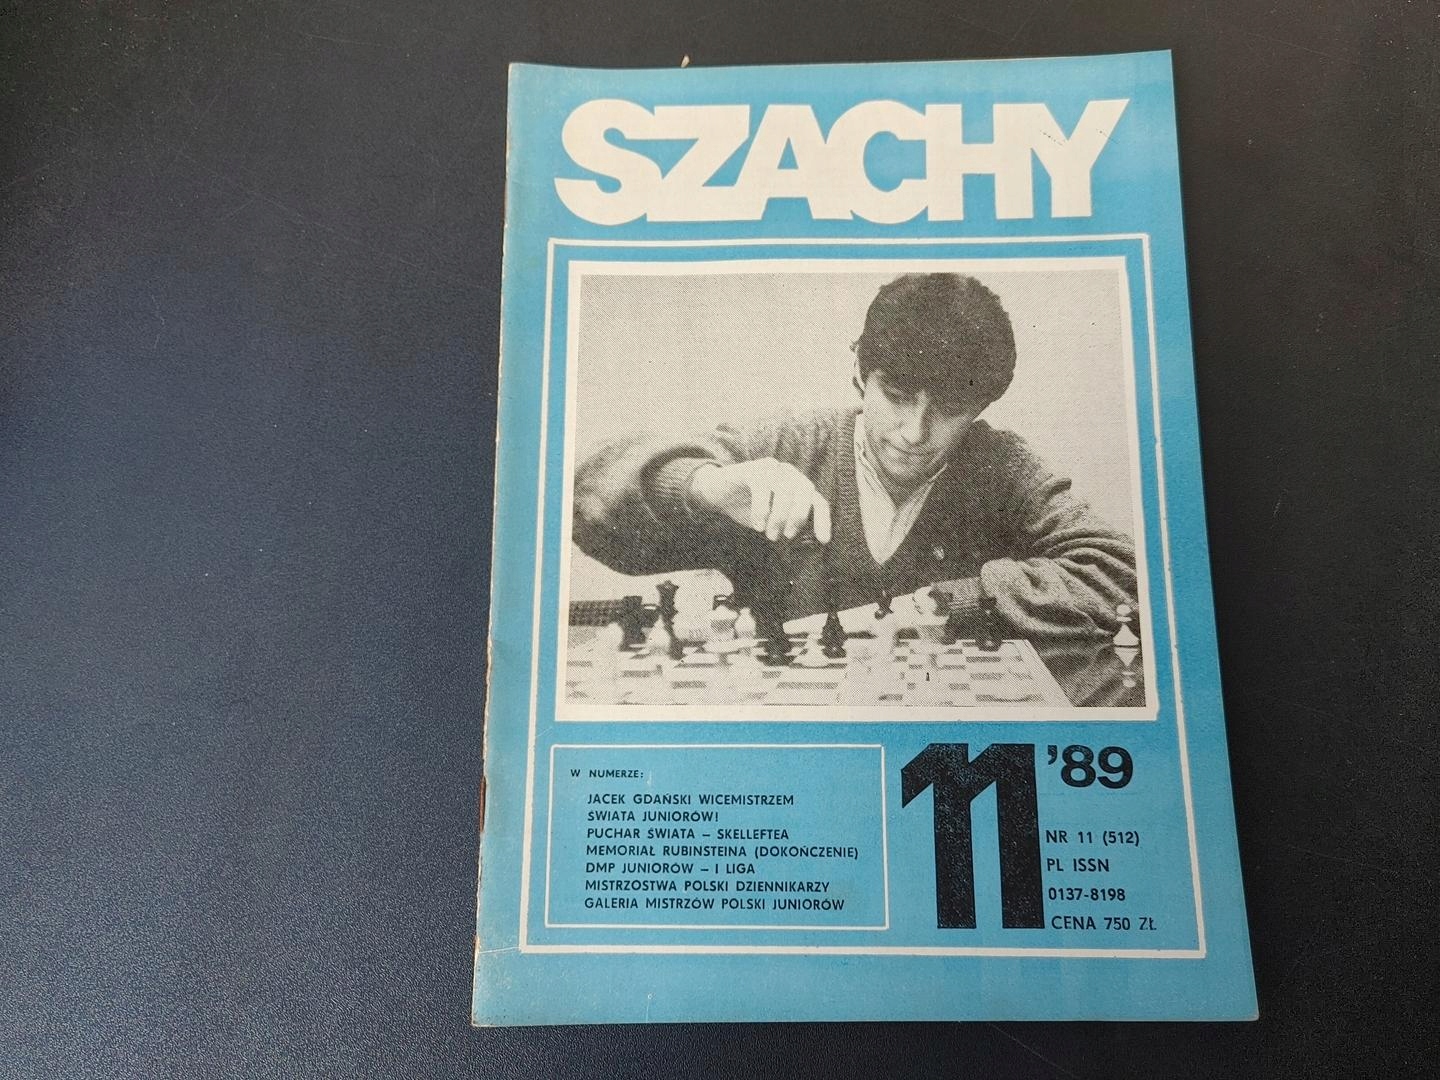 SZACHY
W NUMERZE:
JACEK GDAŃSKI WICEMISTRZEM
ŚWIATA JUNIORÓW!
PUCHAR ŚWIATA – SKELLEFTEA
MEMORIAŁ RUBINSTEINA (DOKOŃCZENIE)
DMP JUNIORÓW – I LIGA
MISTRZOSTWA POLSKI DZIENNIKARZY
GALERIA MISTRZÓW POLSKI JUNIORÓW
11 '89
NR 11 (512)
PL ISSN
0137-8198
CENA 750 ZŁ